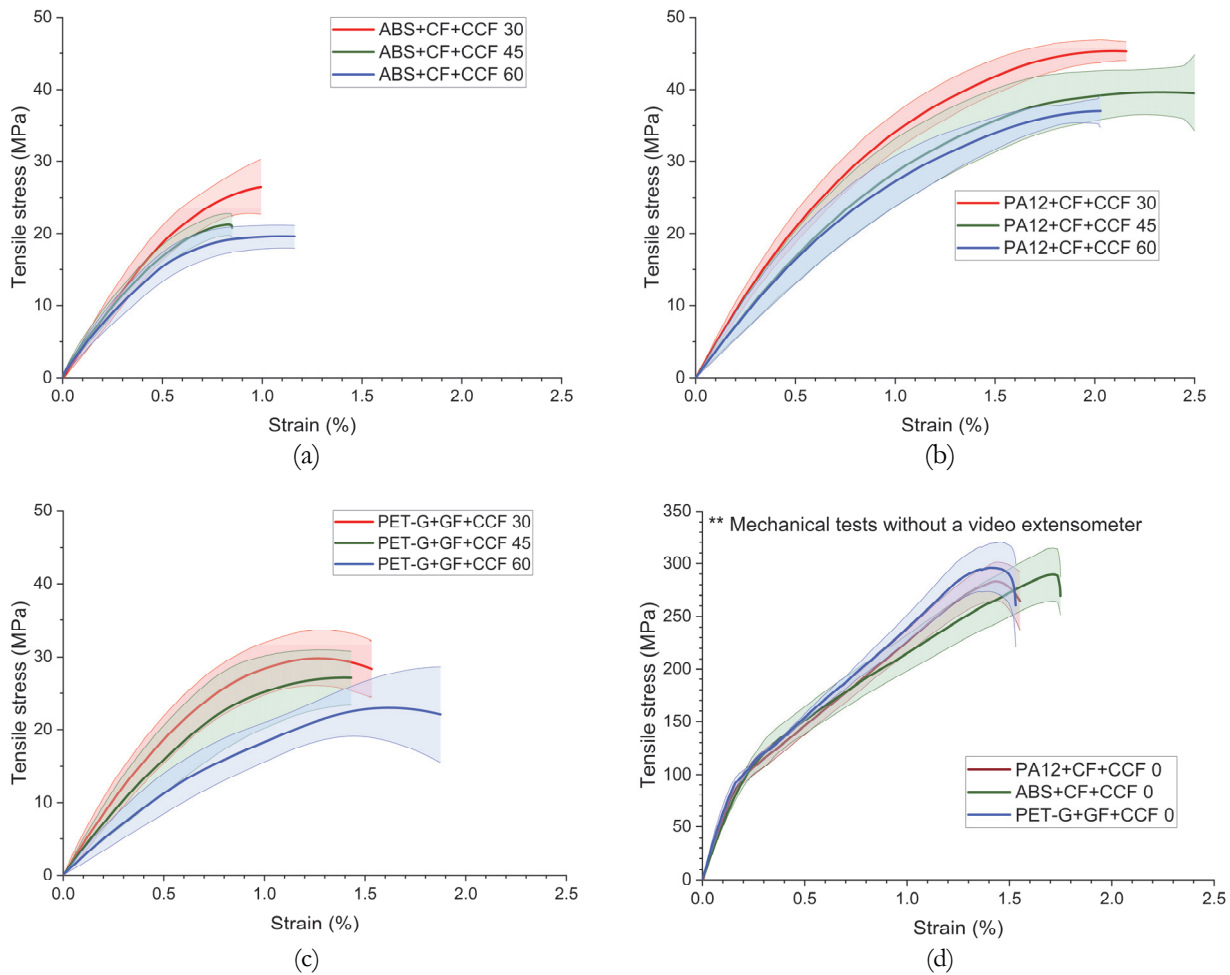 50
40
30
20
10
0
Tensile stress (MPa)
ABS+CF+CCF 30
ABS+CF+CCF 45
ABS+CF+CCF 60
0.0 0.5 1.0 1.5 2.0 2.5
Strain (%)
(a)
50
40
30
20
10
0
Tensile stress (MPa)
PA12+CF+CCF 30
PA12+CF+CCF 45
PA12+CF+CCF 60
0.0 0.5 1.0 1.5 2.0 2.5
Strain (%)
(b)
50
40
30
20
10
0
Tensile stress (MPa)
PET-G+GF+CCF 30
PET-G+GF+CCF 45
PET-G+GF+CCF 60
0.0 0.5 1.0 1.5 2.0 2.5
Strain (%)
(c)
350
300
250
200
150
100
50
0
Tensile stress (MPa)
** Mechanical tests without a video extensometer
PA12+CF+CCF 0
ABS+CF+CCF 0
PET-G+GF+CCF 0
0.0 0.5 1.0 1.5 2.0 2.5
Strain (%)
(d)